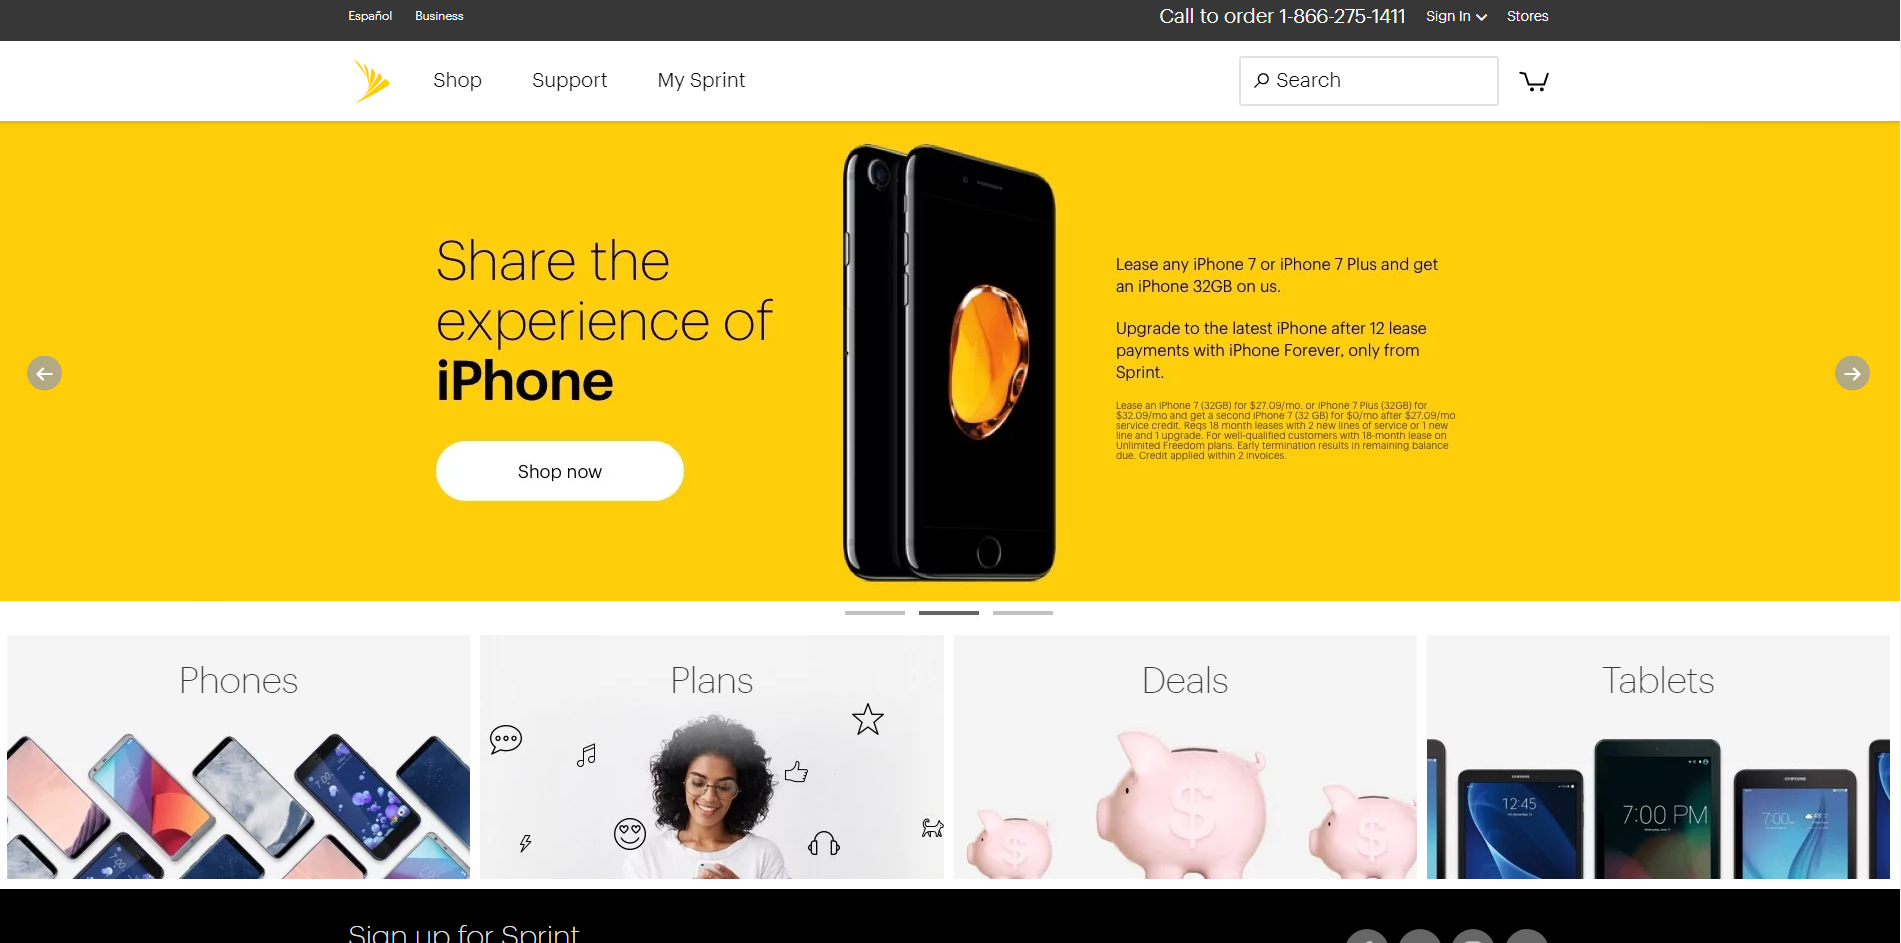 Español Business Call to order 1-866-275-1411 Sign In Stores
Shop Support My Sprint Search
Share the
experience of
iPhone
Shop now
Lease any iPhone 7 or iPhone 7 Plus and get
an iPhone 32GB on us.
Upgrade to the latest iPhone after 12 lease
payments with iPhone Forever, only from
Sprint.
Lease an iPhone 7 (32GB) for $27.09/mo. or iPhone 7 Plus (32GB) for
$32.09/mo and get a second iPhone 7 (32 GB) for $0/mo after $27.09/mo
service credit. Reqs 18 month leases with 2 new lines of service or 1 new
line and 1 upgrade. For well-qualified customers with 18-month lease on
Unlimited Freedom plans. Early termination results in remaining balance
due. Credit applied within 2 invoices.
Phones
Plans
Deals
Tablets
7:00
7:00
SAMSUNG
12:45
7:00 PM
SAMSUNG
7:00
Sign up for Sprint